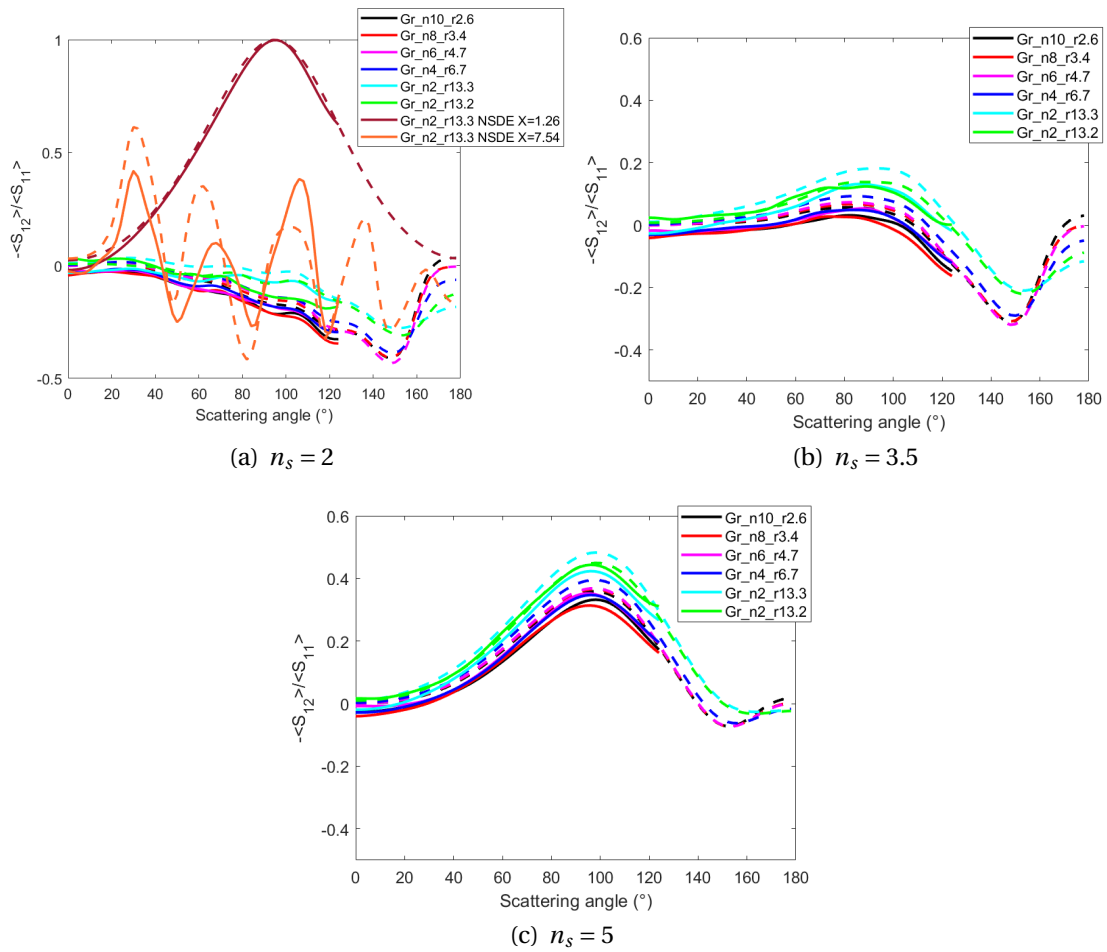 1
0.5
0
-0.5
-<S12>/<S11>
0 20 40 60 80 100 120 140 160 180
Scattering angle (°)
Gr_n10_r2.6
Gr_n8_r3.4
Gr_n6_r4.7
Gr_n4_r6.7
Gr_n2_r13.3
Gr_n2_r13.2
Gr_n2_r13.3 NSDE X=1.26
Gr_n2_r13.3 NSDE X=7.54
(a) ns = 2
0.6
0.4
0.2
0
-0.2
-0.4
-<S12>/<S11>
0 20 40 60 80 100 120 140 160 180
Scattering angle (°)
Gr_n10_r2.6
Gr_n8_r3.4
Gr_n6_r4.7
Gr_n4_r6.7
Gr_n2_r13.3
Gr_n2_r13.2
(b) ns = 3.5
0.6
0.4
0.2
0
-0.2
-0.4
-<S12>/<S11>
0 20 40 60 80 100 120 140 160 180
Scattering angle (°)
Gr_n10_r2.6
Gr_n8_r3.4
Gr_n6_r4.7
Gr_n4_r6.7
Gr_n2_r13.3
Gr_n2_r13.2
(c) ns = 5